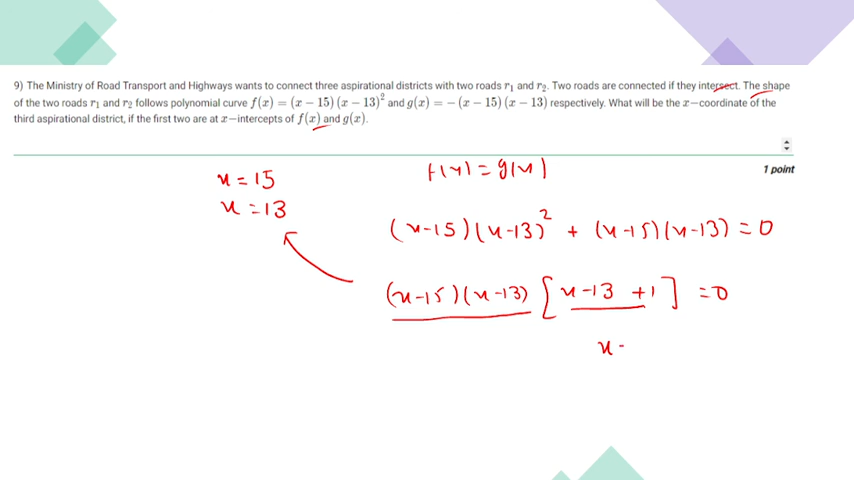 9) The Ministry of Road Transport and Highways wants to connect three aspirational districts with two roads r₁ and r₂. Two roads are connected if they intersect. The shape
of the two roads r₁ and r₂ follows polynomial curve f(x) = (x − 15) (x − 13)² and g(x) = − (x − 15) (x − 13) respectively. What will be the x−coordinate of the
third aspirational district, if the first two are at x−intercepts of f(x) and g(x).
1 point
x = 15
x = 13
f(x) = g(x)
(x-15)(x-13)² + (x-15)(x-13) = 0
(x-15)(x-13) [x-13 +1] = 0
x -